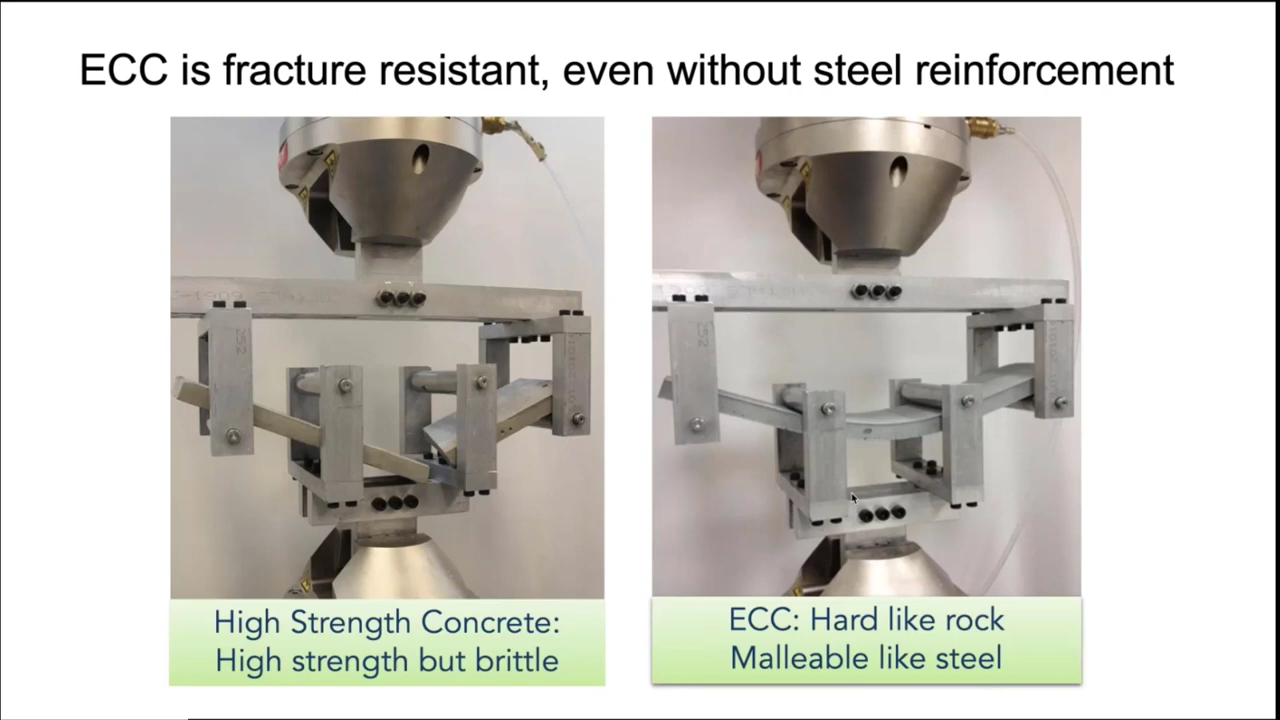 ECC is fracture resistant, even without steel reinforcement
High Strength Concrete:
High strength but brittle
ECC: Hard like rock
Malleable like steel